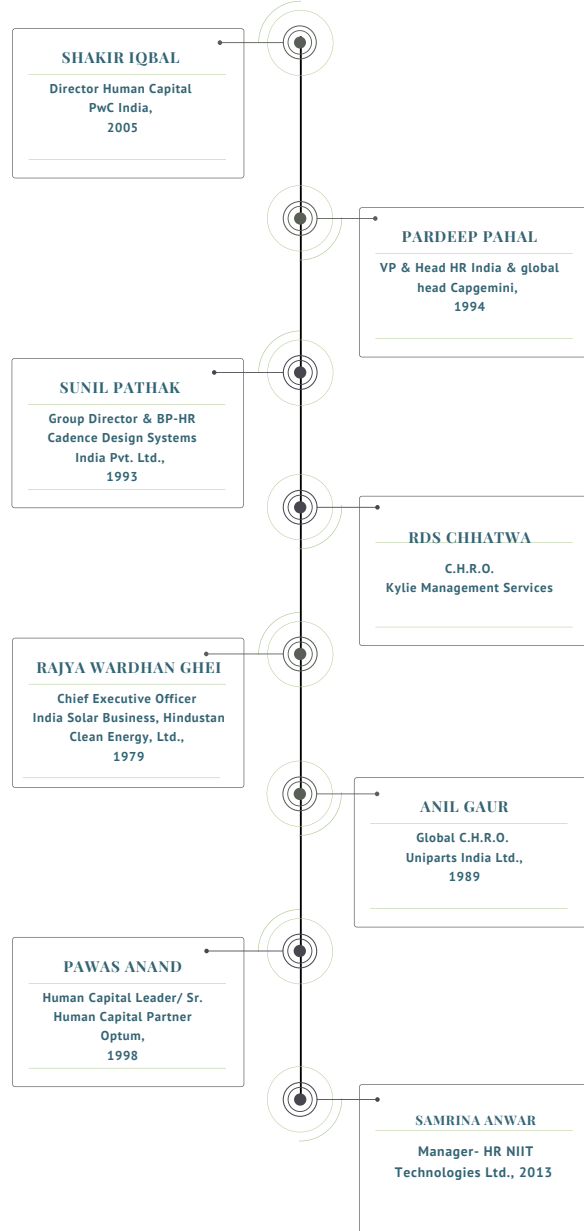 SHAKIR IQBAL
Director Human Capital
PwC India,
2005
PARDEEP PAHAL
VP & Head HR India & global
head Capgemini,
1994
SUNIL PATHAK
Group Director & BP-HR
Cadence Design Systems
India Pvt. Ltd.,
1993
RDS CHHATWA
C.H.R.O.
Kylie Management Services
RAJYA WARDHAN GHEI
Chief Executive Officer
India Solar Business, Hindustan
Clean Energy, Ltd.,
1979
ANIL GAUR
Global C.H.R.O.
Uniparts India Ltd.,
1989
PAWAS ANAND
Human Capital Leader/ Sr.
Human Capital Partner
Optum,
1998
SAMRINA ANWAR
Manager- HR NIIT
Technologies Ltd., 2013